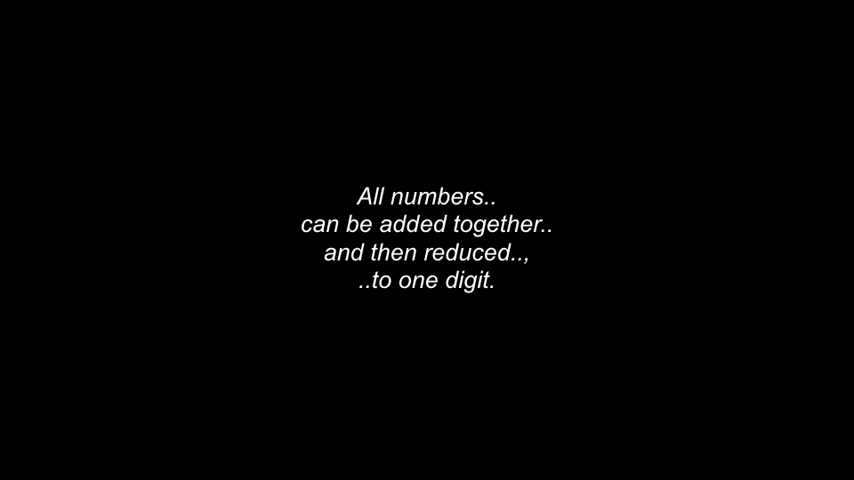 All numbers..
can be added together..
and then reduced..,
..to one digit.